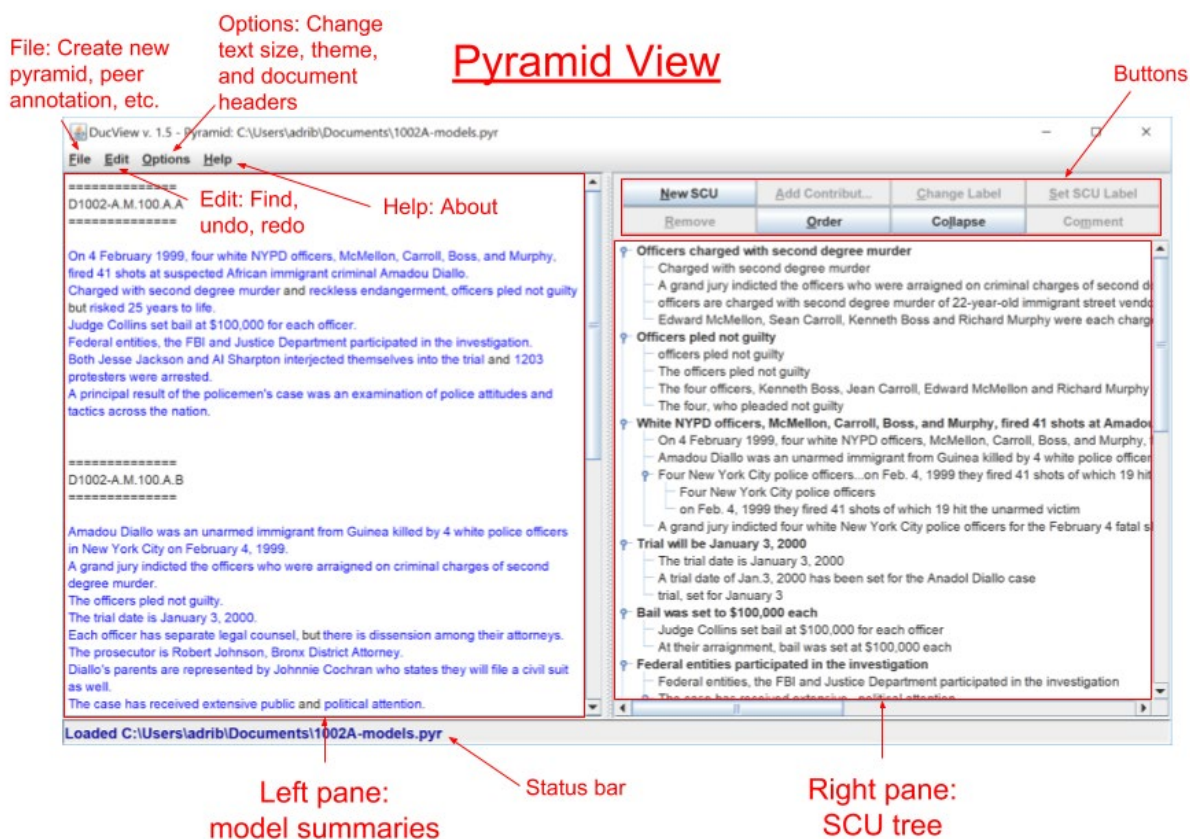 Pyramid View
File: Create new
pyramid, peer
annotation, etc.
Options: Change
text size, theme,
and document
headers
Buttons
DucView v. 1.5 - Pyramid: C:\Users\adrib\Documents\1002A-models.pyr
File Edit Options Help
Edit: Find,
undo, redo
Help: About
==============
D1002-A.M.100.A.A
==============
On 4 February 1999, four white NYPD officers, McMellon, Carroll, Boss, and Murphy,
fired 41 shots at suspected African immigrant criminal Amadou Diallo.
Charged with second degree murder and reckless endangerment, officers pled not guilty
but risked 25 years to life.
Judge Collins set bail at $100,000 for each officer.
Federal entities, the FBI and Justice Department participated in the investigation.
Both Jesse Jackson and Al Sharpton interjected themselves into the trial and 1203
protesters were arrested.
A principal result of the policemen's case was an examination of police attitudes and
tactics across the nation.
==============
D1002-A.M.100.A.B
==============
Amadou Diallo was an unarmed immigrant from Guinea killed by 4 white police officers
in New York City on February 4, 1999.
A grand jury indicted the officers who were arraigned on criminal charges of second
degree murder.
The officers pled not guilty.
The trial date is January 3, 2000.
Each officer has separate legal counsel, but there is dissension among their attorneys.
The prosecutor is Robert Johnson, Bronx District Attorney.
Diallo's parents are represented by Johnnie Cochran who states they will file a civil suit
as well.
The case has received extensive public and political attention.
New SCU Add Contribut... Change Label Set SCU Label
Remove Order Collapse Comment
Officers charged with second degree murder
Charged with second degree murder
A grand jury indicted the officers who were arraigned on criminal charges of second d
officers are charged with second degree murder of 22-year-old immigrant street vend
Edward McMellon, Sean Carroll, Kenneth Boss and Richard Murphy were each charg
Officers pled not guilty
officers pled not guilty
The officers pled not guilty
The four officers, Kenneth Boss, Jean Carroll, Edward McMellon and Richard Murphy
The four, who pleaded not guilty
White NYPD officers, McMellon, Carroll, Boss, and Murphy, fired 41 shots at Amadou
On 4 February 1999, four white NYPD officers, McMellon, Carroll, Boss, and Murphy,
Amadou Diallo was an unarmed immigrant from Guinea killed by 4 white police officer
Four New York City police officers...on Feb. 4, 1999 they fired 41 shots of which 19 hit
Four New York City police officers
on Feb. 4, 1999 they fired 41 shots of which 19 hit the unarmed victim
A grand jury indicted four white New York City police officers for the February 4 fatal s
Trial will be January 3, 2000
The trial date is January 3, 2000
A trial date of Jan.3, 2000 has been set for the Anadol Diallo case
trial, set for January 3
Bail was set to $100,000 each
Judge Collins set bail at $100,000 for each officer
At their arraignment, bail was set at $100,000 each
Federal entities participated in the investigation
Federal entities, the FBI and Justice Department participated in the investigation
The case has received extensive...political attention
Loaded C:\Users\adrib\Documents\1002A-models.pyr
Left pane:
model summaries
Status bar
Right pane:
SCU tree